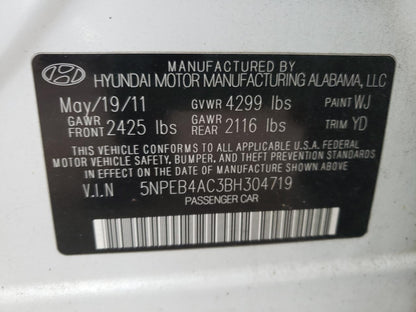 MANUFACTURED BY
HYUNDAI MOTOR MANUFACTURING ALABAMA, LLC
May/19/11 GVWR 4299 lbs PAINT WJ
GAWR FRONT 2425 lbs GAWR REAR 2116 lbs TRIM YD
THIS VEHICLE CONFORMS TO ALL APPLICABLE U.S.A. FEDERAL
MOTOR VEHICLE SAFETY, BUMPER, AND THEFT PREVENTION
STANDARDS IN EFFECT ON THE DATE OF MANUFACTURE SHOWN ABOVE
V.I.N 5NPEB4AC3BH304719
PASSENGER CAR